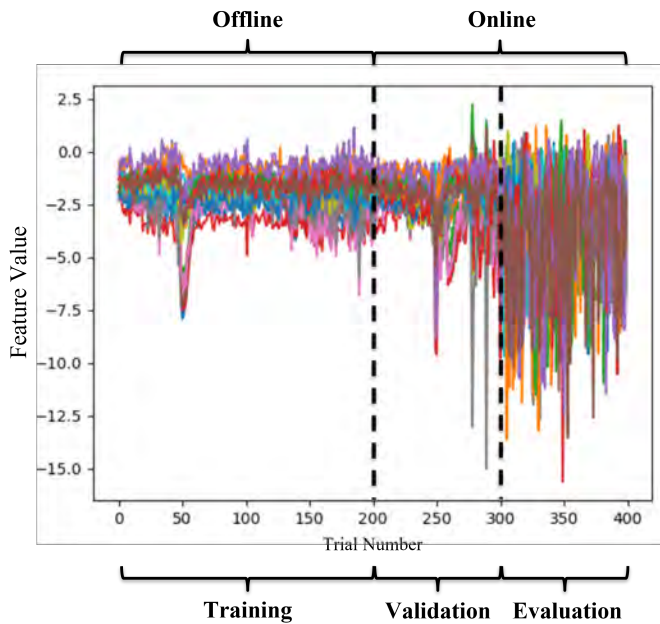 Offline Online
2.5
0.0
−2.5
−5.0
−7.5
−10.0
−12.5
−15.0
Feature Value
0 50 100 150 200 250 300 350 400
Trial Number
Training Validation Evaluation